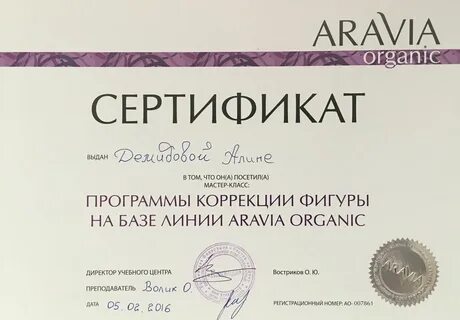 ARAVIA
organic
СЕРТИФИКАТ
ВЫДАН Демидовой Алине
В ТОМ, ЧТО ОН(А) ПОСЕТИЛ(А)
МАСТЕР-КЛАСС:
ПРОГРАММЫ КОРРЕКЦИИ ФИГУРЫ
НА БАЗЕ ЛИНИИ ARAVIA ORGANIC
ДИРЕКТОР УЧЕБНОГО ЦЕНТРА Востриков О. Ю.
ПРЕПОДАВАТЕЛЬ Волик О.
ДАТА 05.02.2016 РЕГИСТРАЦИОННЫЙ НОМЕР: АО- 007861
ARAVIA